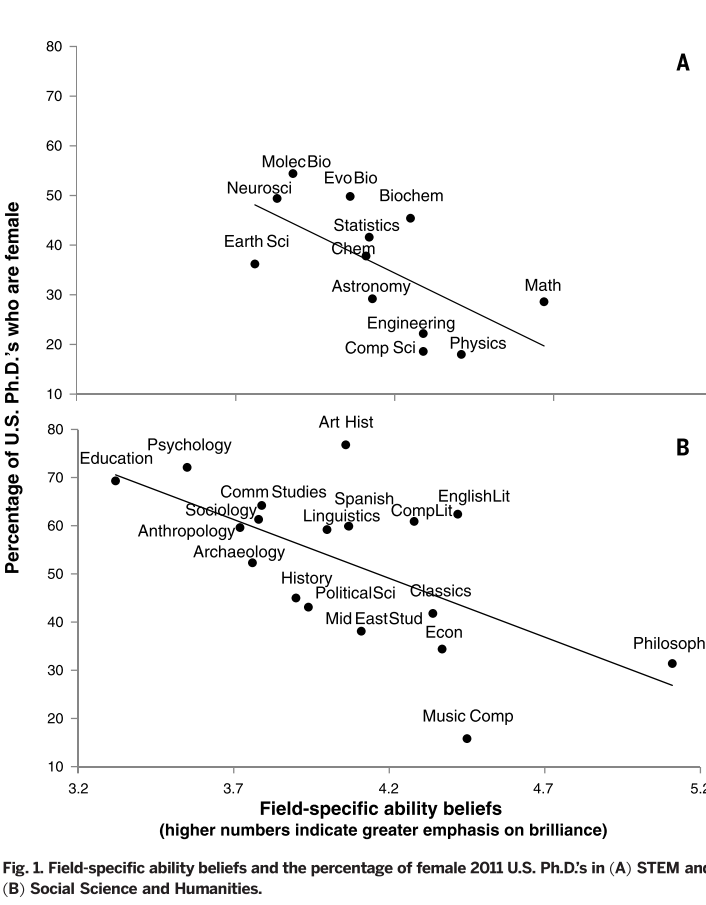 Percentage of U.S. Ph.D.'s who are female
A
80
70
60
50
40
30
20
10
MolecBio
EvoBio
Neurosci
Biochem
Statistics
Earth Sci
Chem
Astronomy
Math
Engineering
Comp Sci
Physics
B
80
70
60
50
40
30
20
10
Art Hist
Psychology
Education
Comm Studies
Spanish
EnglishLit
Sociology
Linguistics
CompLit
Anthropology
Archaeology
History
PoliticalSci
Classics
Mid EastStud
Econ
Philosoph
Music Comp
3.2 3.7 4.2 4.7 5.2
Field-specific ability beliefs
(higher numbers indicate greater emphasis on brilliance)
Fig. 1. Field-specific ability beliefs and the percentage of female 2011 U.S. Ph.D.'s in (A) STEM and
(B) Social Science and Humanities.